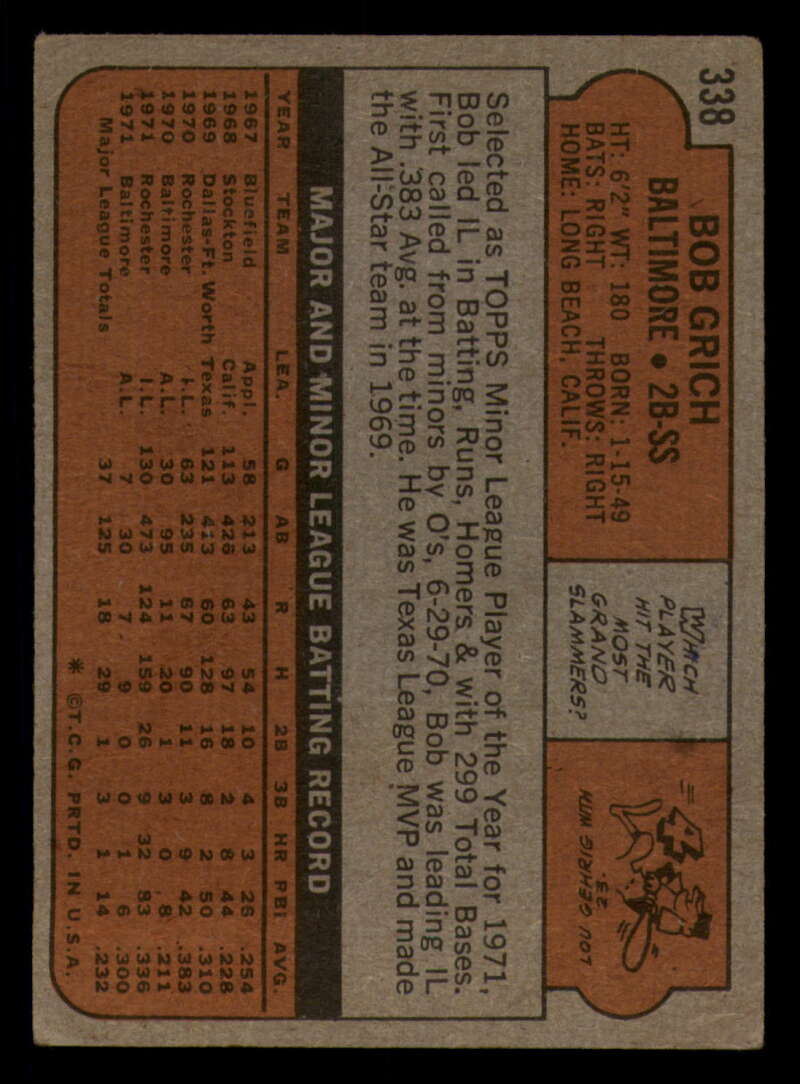 338
BOB GRICH
BALTIMORE • 2B-SS
HT: 6'2" WT: 180 BORN: 1-15-49
BATS: RIGHT THROWS: RIGHT
HOME: LONG BEACH, CALIF.
WHICH
PLAYER
HIT THE
MOST
GRAND
SLAMMERS?
LOU GEHRIG HIT
23.
Selected as TOPPS Minor League Player of the Year for 1971,
Bob led IL in Batting, Runs, Homers & with 299 Total Bases.
First called from minors by O's, 6-29-70, Bob was leading IL
with .383 Avg. at the time. He was Texas League MVP and made
the All-Star team in 1969.
MAJOR AND MINOR LEAGUE BATTING RECORD
YEAR TEAM LEA. G AB R H 2B 3B HR RBI AVG.
1967 Bluefield Appl. 58 213 43 54 10 4 3 26 .254
1968 Stockton Calif. 113 426 63 97 18 2 8 44 .228
1969 Dallas-Ft. Worth Texas 121 413 60 128 16 8 2 50 .310
1970 Rochester I.L. 63 235 67 90 11 3 9 42 .383
1970 Baltimore A.L. 30 95 11 20 1 3 0 8 .211
1971 Rochester I.L. 130 473 124 159 26 9 32 83 .336
1971 Baltimore A.L. 7 30 7 9 0 0 1 6 .300
Major League Totals 37 125 18 29 1 3 1 14 .232
* ©T.C.G. PRTD. IN U.S.A.